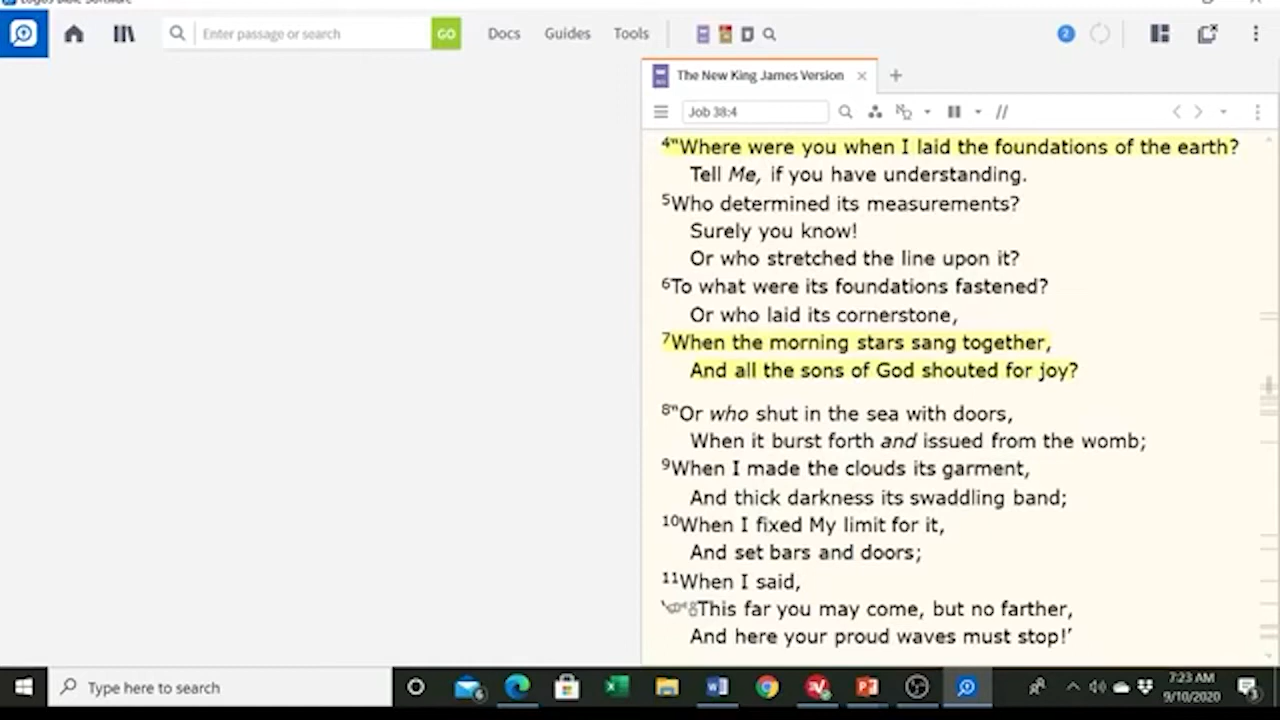 Enter passage or search
GO
Docs
Guides
Tools
2
The New King James Version
Job 38:4
4"Where were you when I laid the foundations of the earth?
Tell Me, if you have understanding.
5Who determined its measurements?
Surely you know!
Or who stretched the line upon it?
6To what were its foundations fastened?
Or who laid its cornerstone,
7When the morning stars sang together,
And all the sons of God shouted for joy?
8"Or who shut in the sea with doors,
When it burst forth and issued from the womb;
9When I made the clouds its garment,
And thick darkness its swaddling band;
10When I fixed My limit for it,
And set bars and doors;
11When I said,
'This far you may come, but no farther,
And here your proud waves must stop!'
Type here to search
7:23 AM
9/10/2020